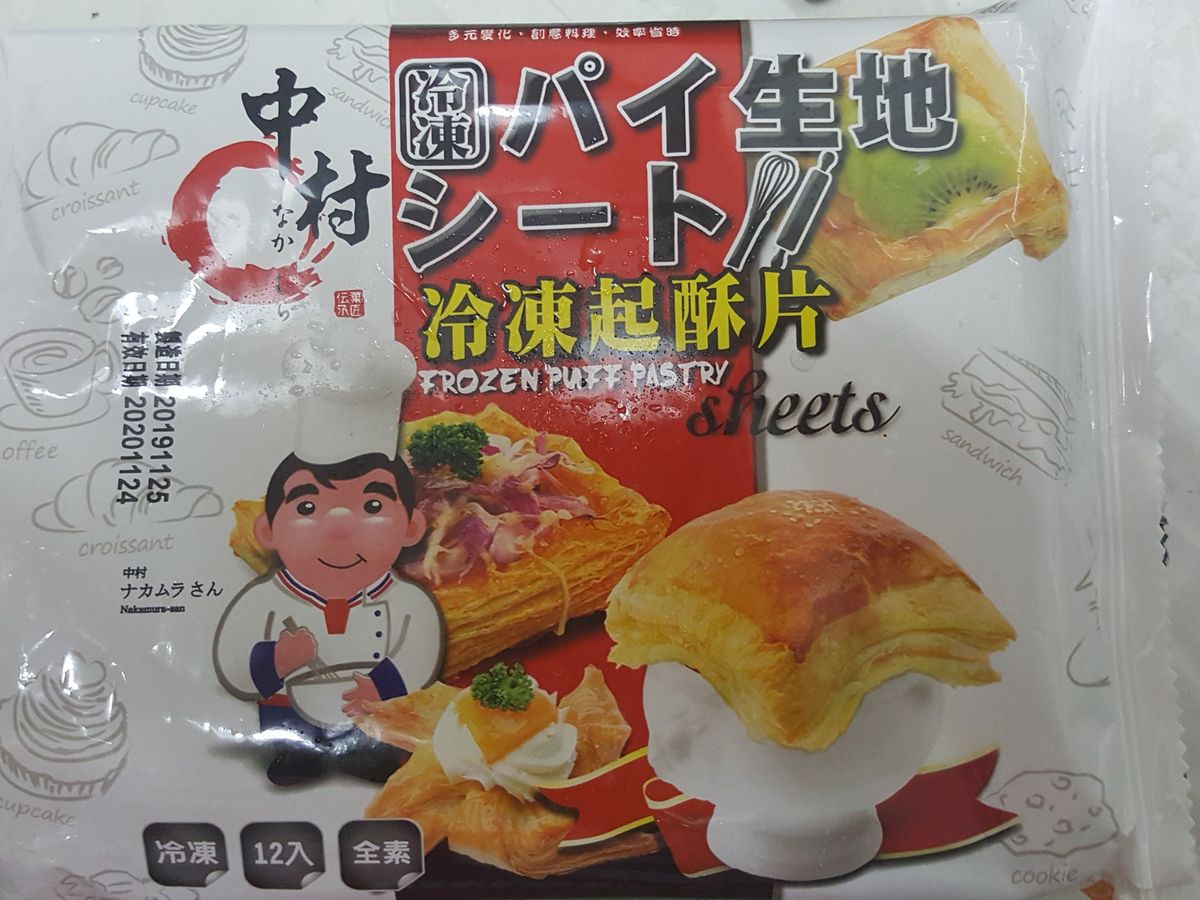 多元變化・創意料理・效率省時
cupcake
sandwich
croissant
中村
なかむら
菓匠
伝承
冷凍
パイ生地
シート
冷凍起酥片
FROZEN PUFF PASTRY
sheets
製造日期 20191125
有效日期 20201124
offee
croissant
sandwich
中村
ナカムラさん
Nakamura-san
cupcake
冷凍
12入
全素
cookie